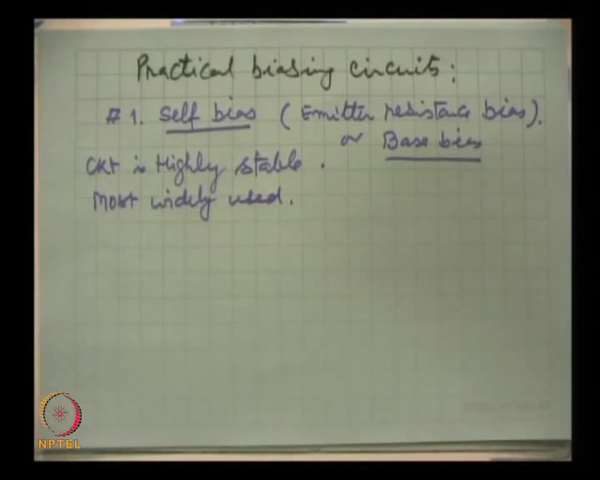 Practical biasing circuits:
#1. Self bias (Emitter resistance bias).
or Base bias
CKT is Highly stable.
Most widely used.
NPTEL